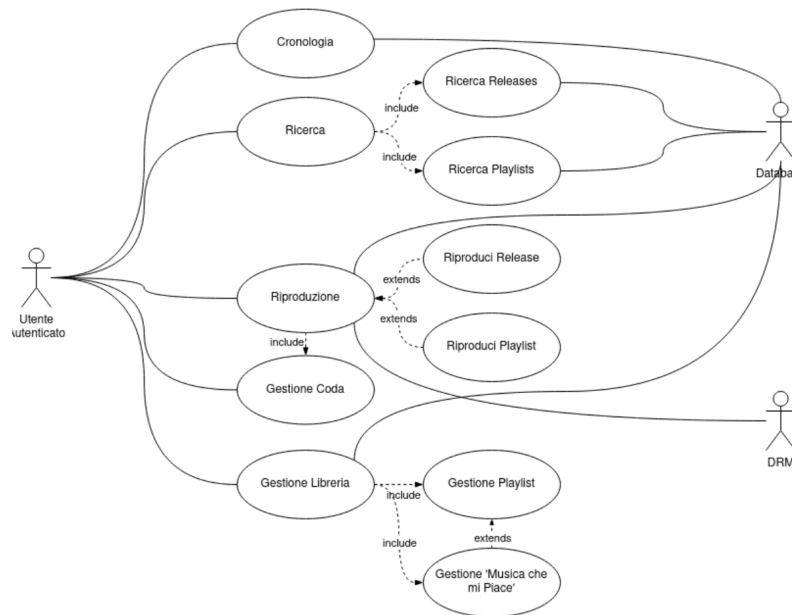 Cronologia
Ricerca Releases
include
Ricerca
include
Ricerca Playlists
Databa
Riproduci Release
extends
Utente
Autenticato
Riproduzione
extends
Riproduci Playlist
include
Gestione Coda
DRM
Gestione Libreria
include
Gestione Playlist
include
extends
Gestione 'Musica che
mi Piace'